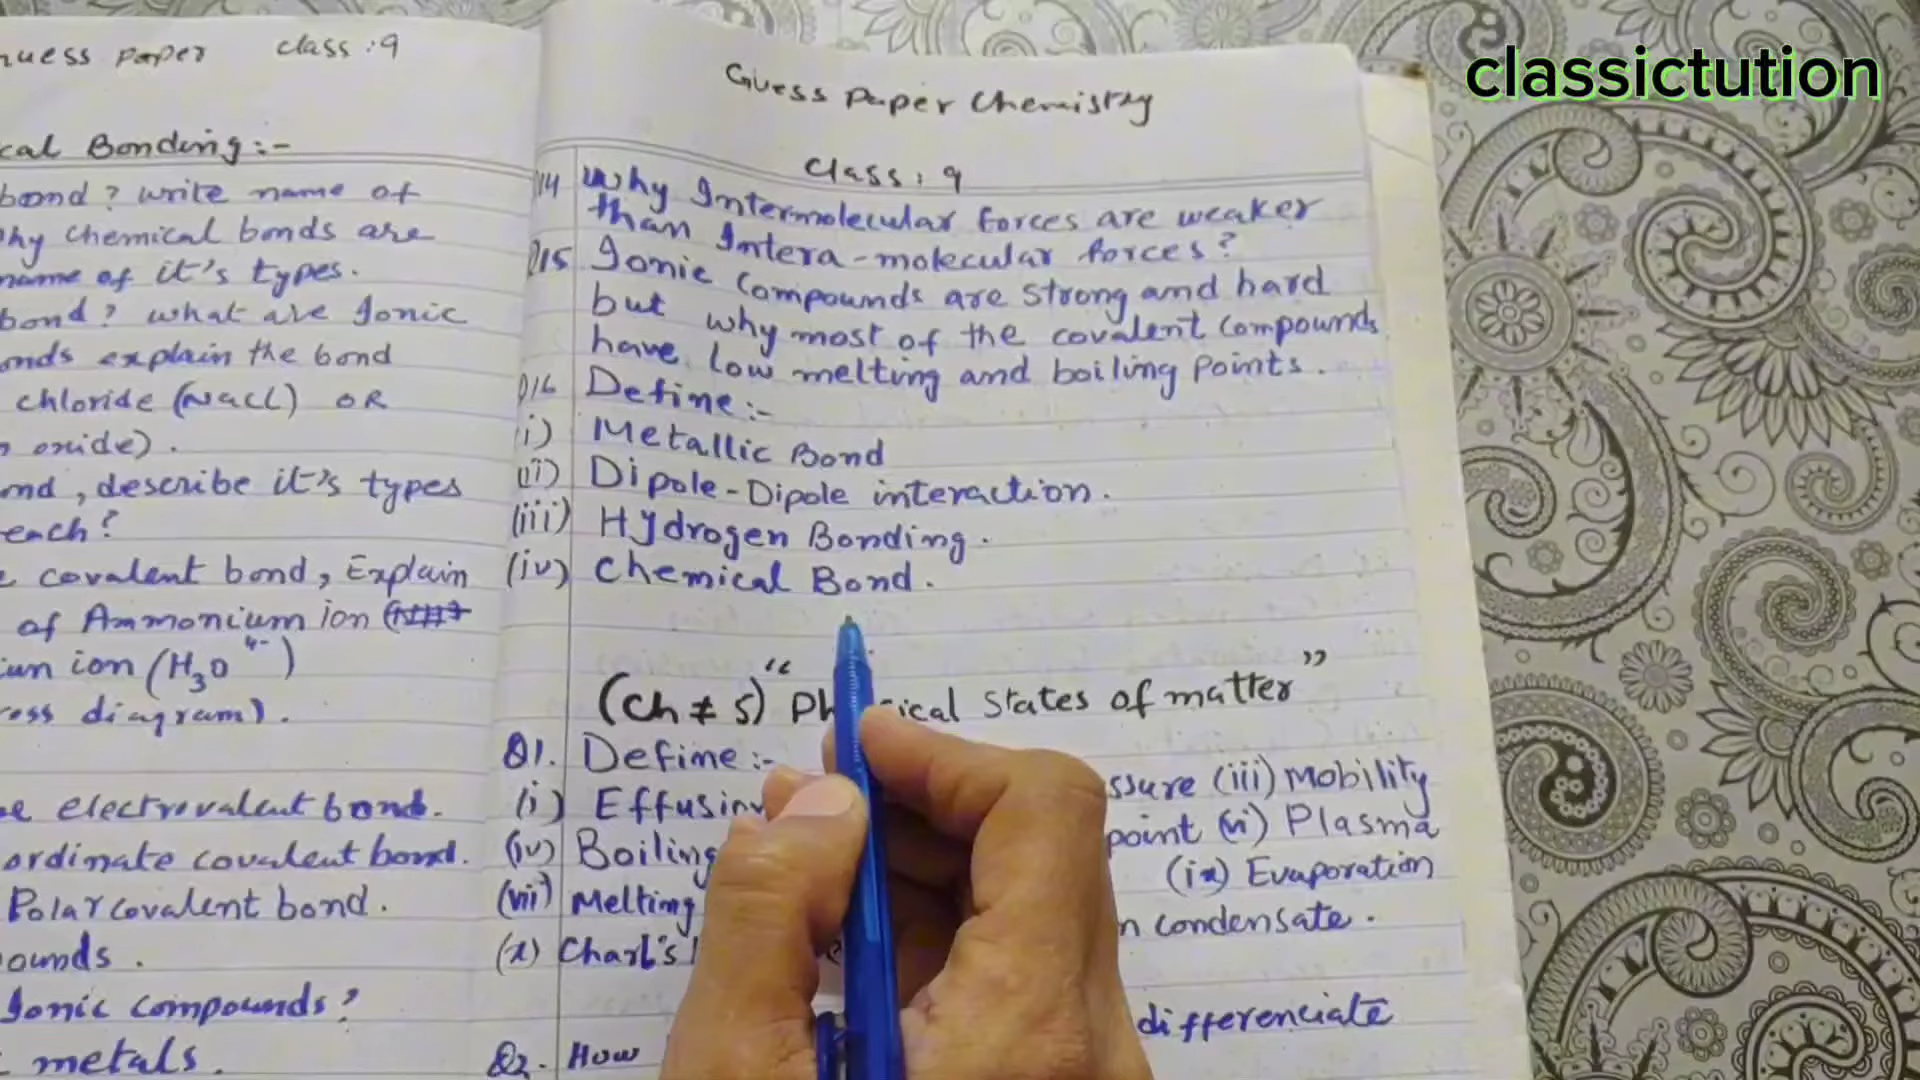 classictution
Guess paper class:9
cal Bonding:-
bond? write name of
hy chemical bonds are
name of it's types.
bond? what are Ionic
onds explain the bond
chloride (NaCl) OR
oxide).
nd, describe it's types
each?
covalent bond, Explain
of Ammonium ion
ium ion (H3O
oss diagram).
electrovalent bond.
ordinate covalent bond.
Polar covalent bond.
ounds.
Ionic compounds?
metals.
Guess Paper Chemistry
Class: 9
Q14 Why Intermolecular forces are weaker
than Intera-molecular forces?
Q15 Ionic Compounds are strong and hard
but why most of the covalent compounds
have low melting and boiling points.
Q16 Define:-
(i) Metallic Bond
(ii) Dipole-Dipole interaction.
(iii) Hydrogen Bonding.
(iv) Chemical Bond.
(Ch # 5) "Physical States of matter"
Q1. Define:-
(i) Effusion ssure (iii) Mobility
(iv) Boiling point (vi) Plasma
(vii) Melting (ix) Evaporation
(x) Charl's n condensate.
differenciate
Q2. How